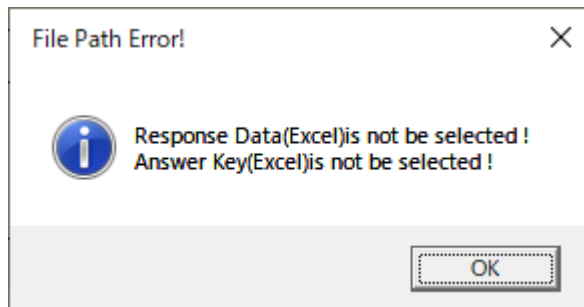 File Path Error!
Response Data(Excel)is not be selected !
Answer Key(Excel)is not be selected !
OK